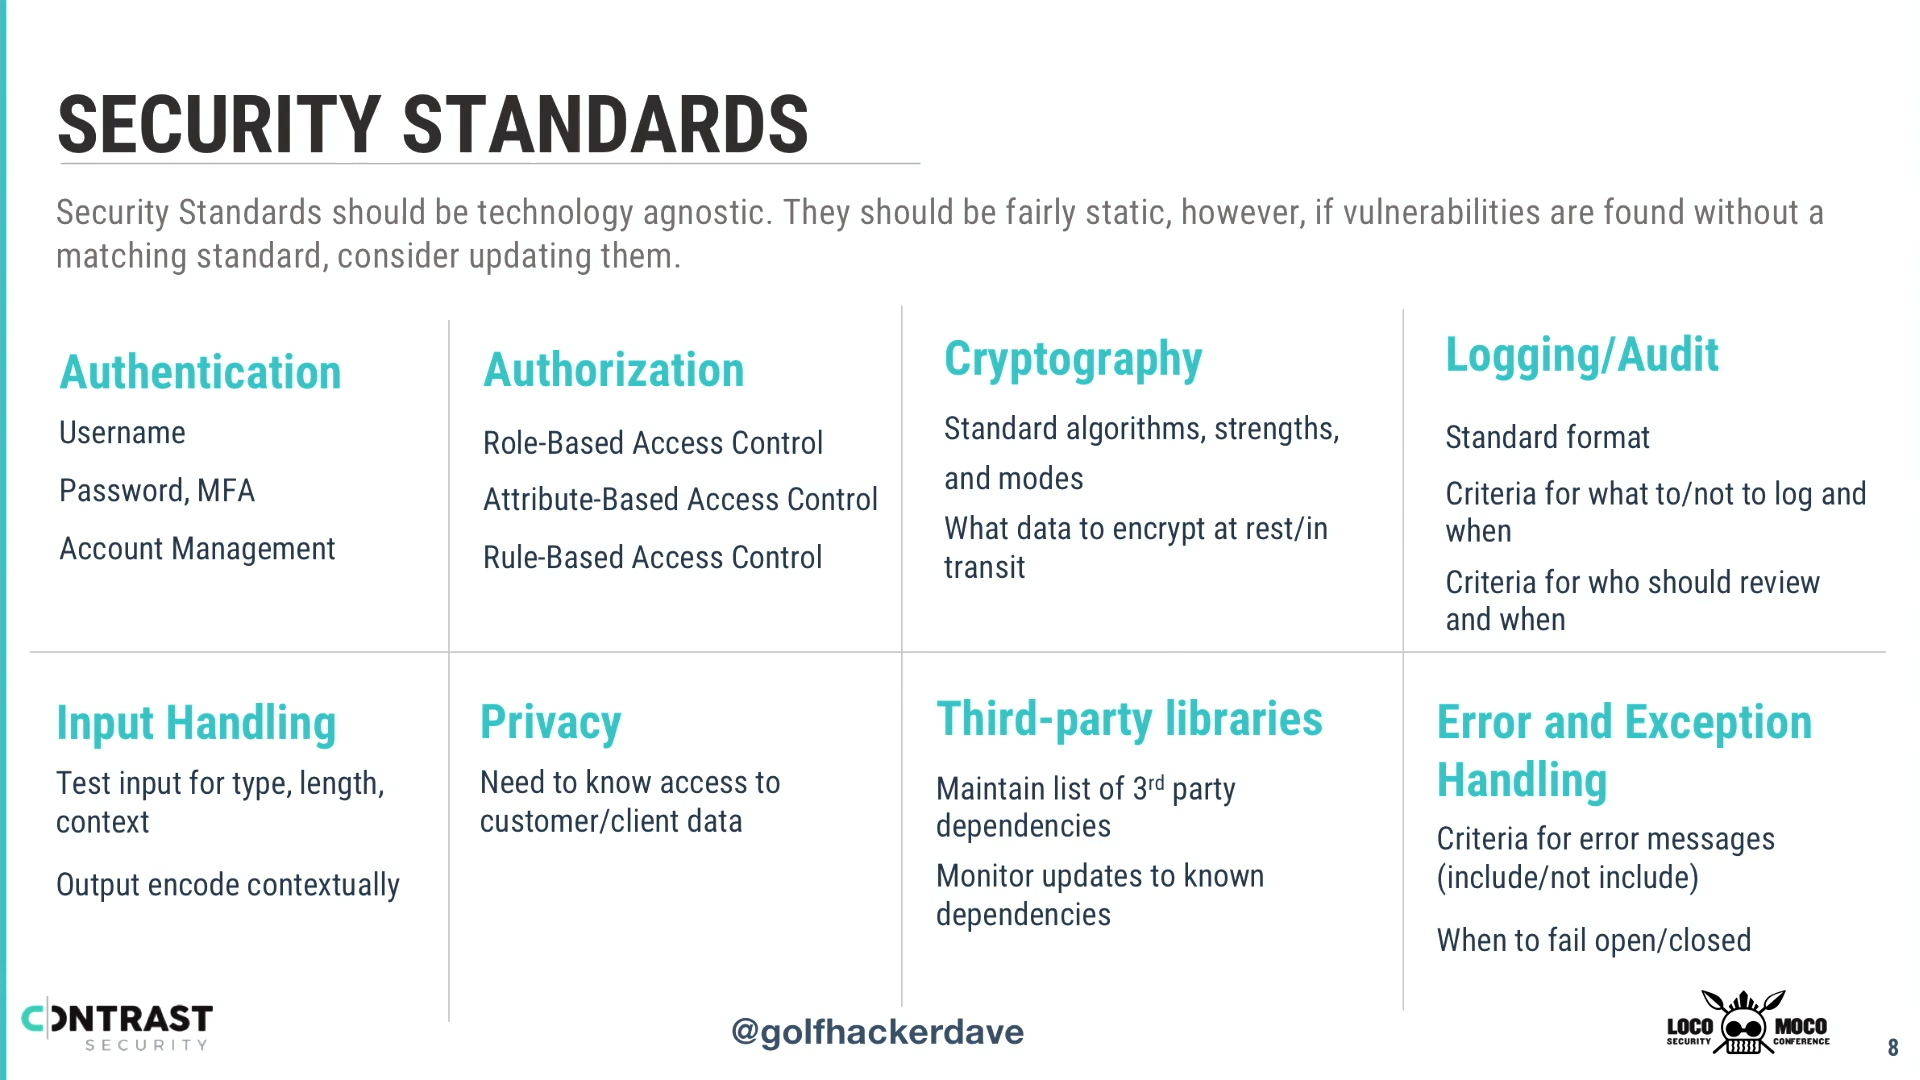 SECURITY STANDARDS
Security Standards should be technology agnostic. They should be fairly static, however, if vulnerabilities are found without a
matching standard, consider updating them.
Authentication
Username
Password, MFA
Account Management
Authorization
Role-Based Access Control
Attribute-Based Access Control
Rule-Based Access Control
Cryptography
Standard algorithms, strengths,
and modes
What data to encrypt at rest/in
transit
Logging/Audit
Standard format
Criteria for what to/not to log and
when
Criteria for who should review
and when
Input Handling
Test input for type, length,
context
Output encode contextually
Privacy
Need to know access to
customer/client data
Third-party libraries
Maintain list of 3rd party
dependencies
Monitor updates to known
dependencies
Error and Exception
Handling
Criteria for error messages
(include/not include)
When to fail open/closed
CONTRAST
SECURITY
@golfhackerdave
LOCO MOCO
SECURITY CONFERENCE
8